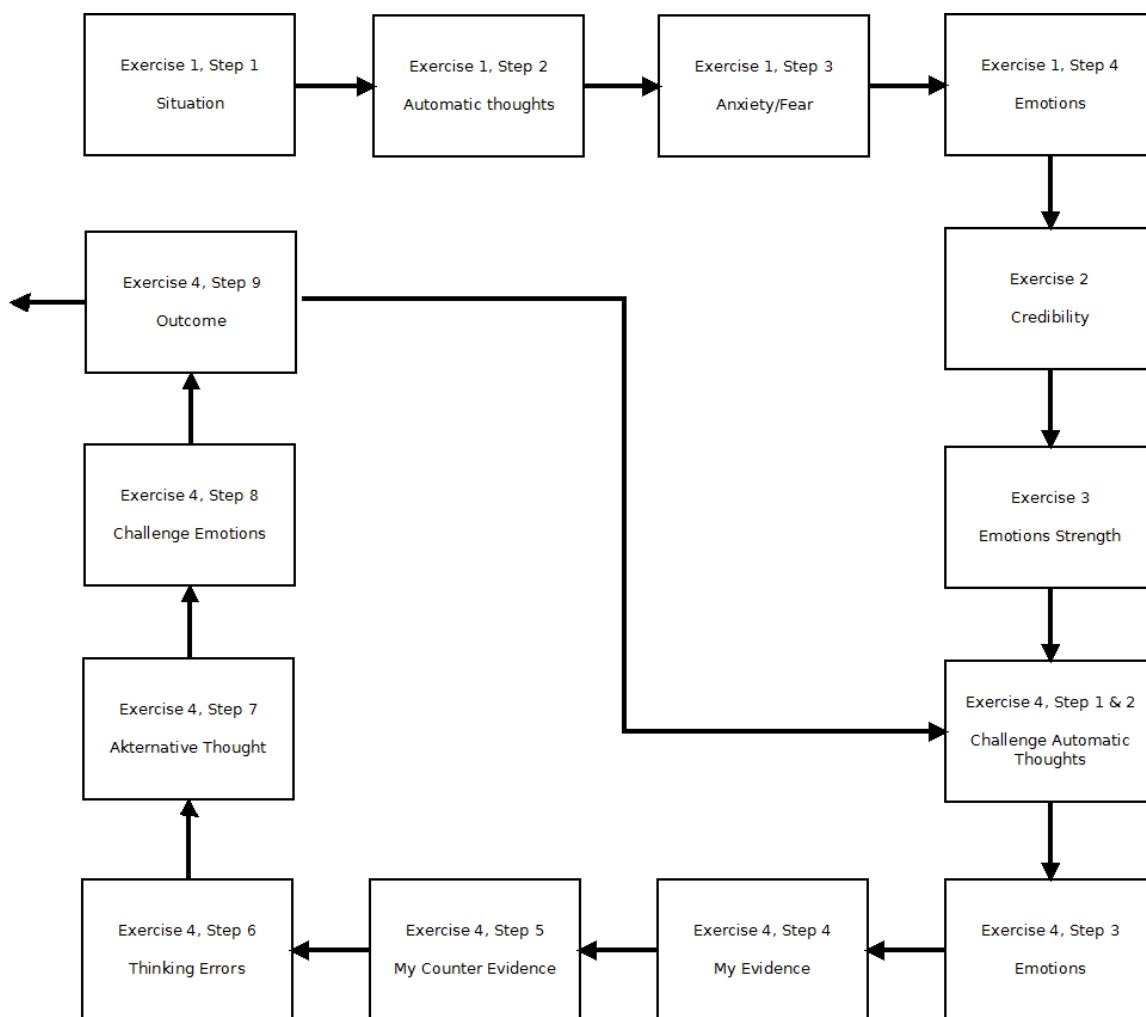 Exercise 1, Step 1
Situation
Exercise 1, Step 2
Automatic thoughts
Exercise 1, Step 3
Anxiety/Fear
Exercise 1, Step 4
Emotions
Exercise 2
Credibility
Exercise 3
Emotions Strength
Exercise 4, Step 1 & 2
Challenge Automatic
Thoughts
Exercise 4, Step 3
Emotions
Exercise 4, Step 4
My Evidence
Exercise 4, Step 5
My Counter Evidence
Exercise 4, Step 6
Thinking Errors
Exercise 4, Step 7
Akternative Thought
Exercise 4, Step 8
Challenge Emotions
Exercise 4, Step 9
Outcome